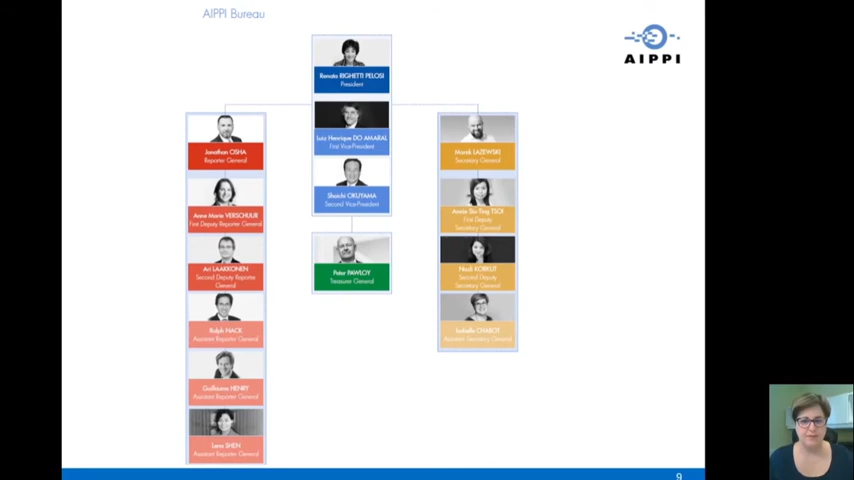 AIPPI Bureau
AIPPI
Renata RIGHETTI PELOSI
President
Luiz Henrique DO AMARAL
First Vice-President
Shoichi OKUYAMA
Second Vice-President
Peter PAWLOY
Treasurer General
Jonathan OSHA
Reporter General
Anne Marie VERSCHUUR
First Deputy Reporter General
Ari LAAKKONEN
Second Deputy Reporter
General
Ralph NACK
Assistant Reporter General
Guillaume HENRY
Assistant Reporter General
Lena SHEN
Assistant Reporter General
Marek ŁAZEWSKI
Secretary General
Annie Siu-Ting TSOI
First Deputy
Secretary General
KORKUT
Second Deputy
Secretary General
Isabelle CHABOT
Assistant Secretary General
9